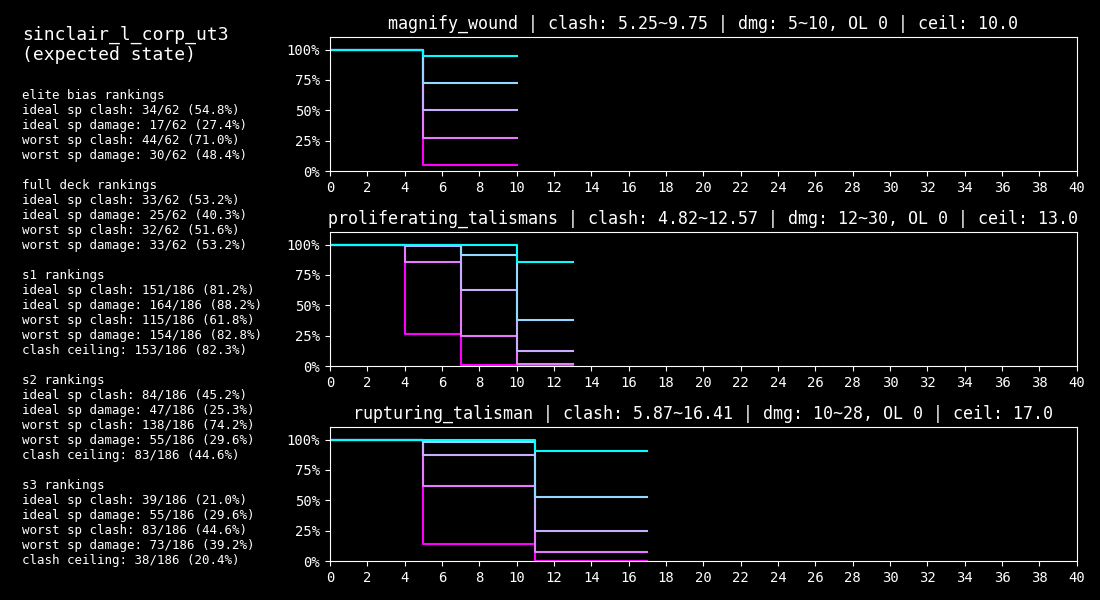 sinclair_l_corp_ut3
(expected state)
elite bias rankings
ideal sp clash: 34/62 (54.8%)
ideal sp damage: 17/62 (27.4%)
worst sp clash: 44/62 (71.0%)
worst sp damage: 30/62 (48.4%)
full deck rankings
ideal sp clash: 33/62 (53.2%)
ideal sp damage: 25/62 (40.3%)
worst sp clash: 32/62 (51.6%)
worst sp damage: 33/62 (53.2%)
s1 rankings
ideal sp clash: 151/186 (81.2%)
ideal sp damage: 164/186 (88.2%)
worst sp clash: 115/186 (61.8%)
worst sp damage: 154/186 (82.8%)
clash ceiling: 153/186 (82.3%)
s2 rankings
ideal sp clash: 84/186 (45.2%)
ideal sp damage: 47/186 (25.3%)
worst sp clash: 138/186 (74.2%)
worst sp damage: 55/186 (29.6%)
clash ceiling: 83/186 (44.6%)
s3 rankings
ideal sp clash: 39/186 (21.0%)
ideal sp damage: 55/186 (29.6%)
worst sp clash: 83/186 (44.6%)
worst sp damage: 73/186 (39.2%)
clash ceiling: 38/186 (20.4%)
magnify_wound | clash: 5.25~9.75 | dmg: 5~10, OL 0 | ceil: 10.0
100%
75%
50%
25%
0%
0 2 4 6 8 10 12 14 16 18 20 22 24 26 28 30 32 34 36 38 40
proliferating_talismans | clash: 4.82~12.57 | dmg: 12~30, OL 0 | ceil: 13.0
100%
75%
50%
25%
0%
0 2 4 6 8 10 12 14 16 18 20 22 24 26 28 30 32 34 36 38 40
rupturing_talisman | clash: 5.87~16.41 | dmg: 10~28, OL 0 | ceil: 17.0
100%
75%
50%
25%
0%
0 2 4 6 8 10 12 14 16 18 20 22 24 26 28 30 32 34 36 38 40